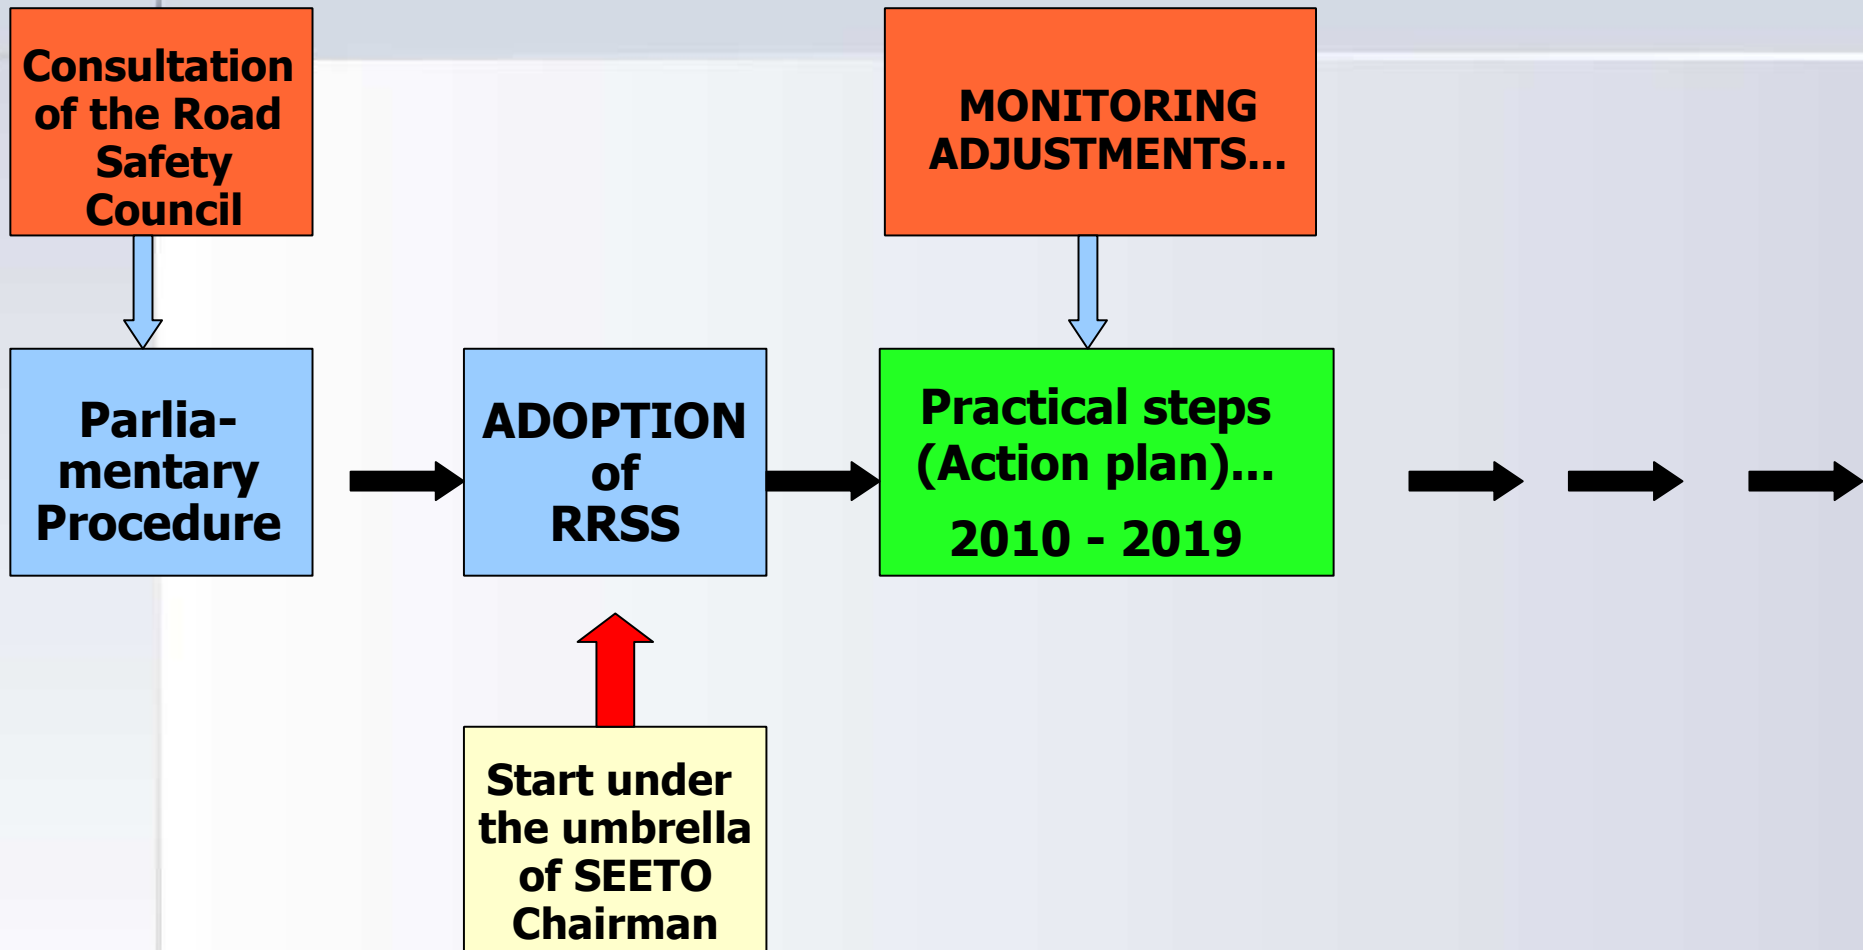 Consultation
of the Road
Safety
Council
MONITORING
ADJUSTMENTS...
Parlia-
mentary
Procedure
ADOPTION
of
RRSS
Practical steps
(Action plan)...
2010 - 2019
Start under
the umbrella
of SEETO
Chairman